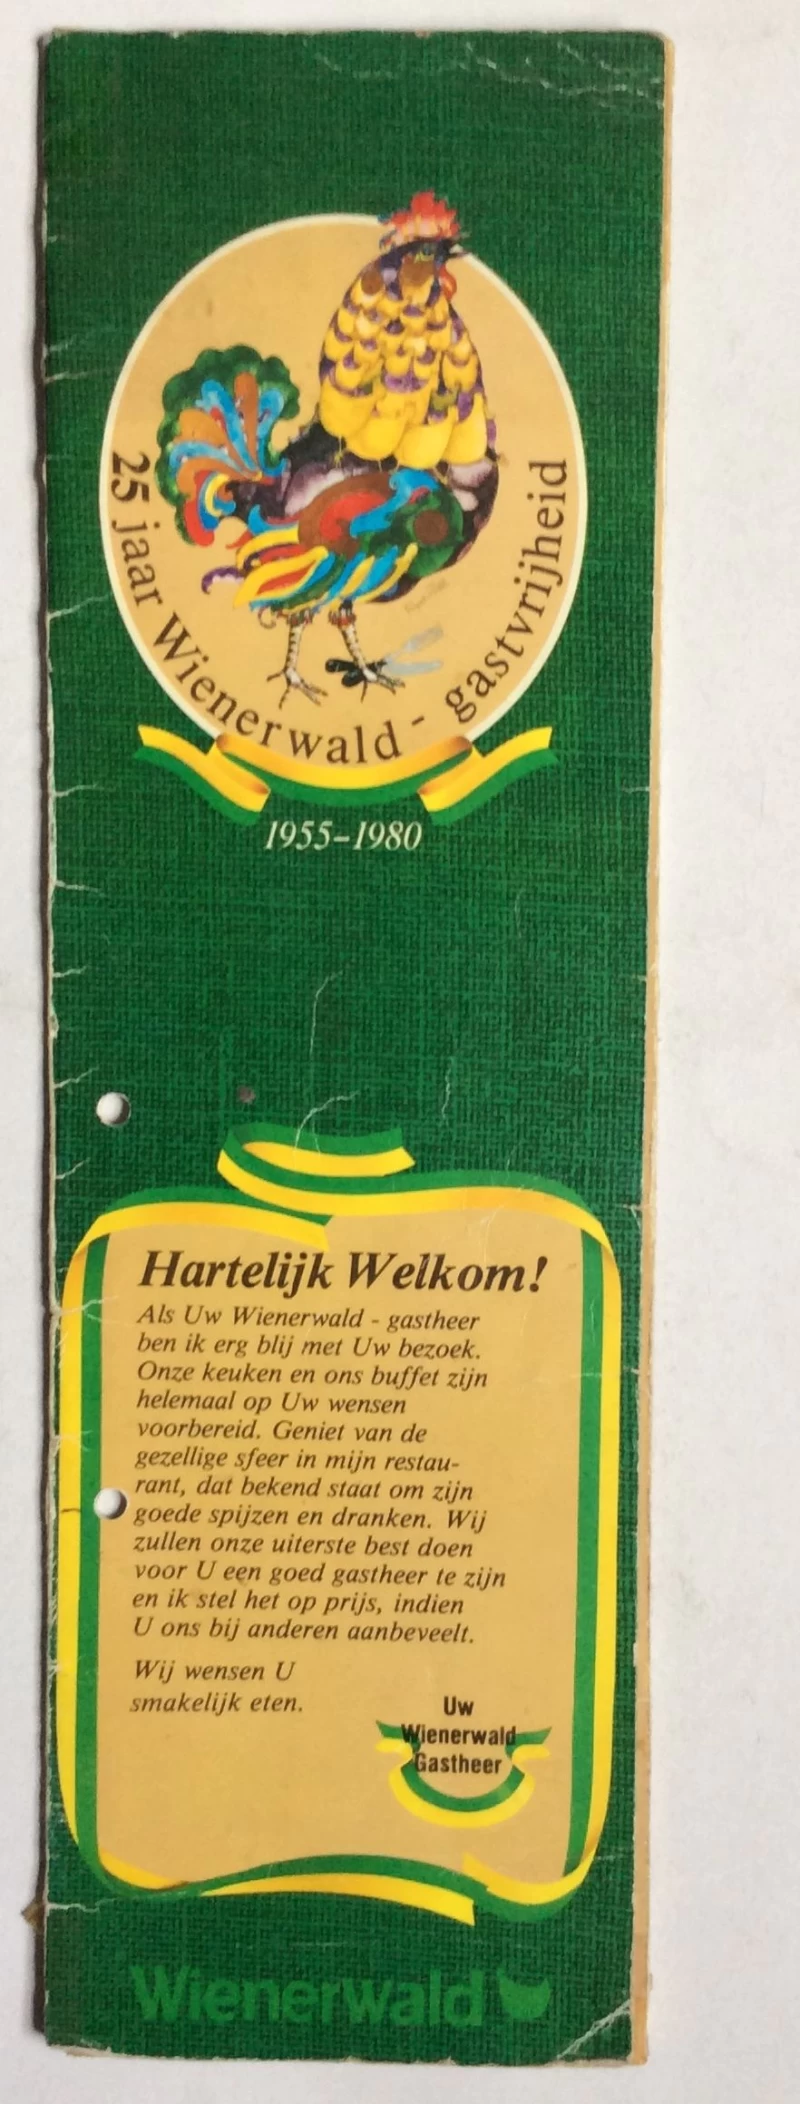 25 jaar Wienerwald - gastvrijheid
1955-1980
Hartelijk Welkom!
Als Uw Wienerwald - gastheer
ben ik erg blij met Uw bezoek.
Onze keuken en ons buffet zijn
helemaal op Uw wensen
voorbereid. Geniet van de
gezellige sfeer in mijn restau-
rant, dat bekend staat om zijn
goede spijzen en dranken. Wij
zullen onze uiterste best doen
voor U een goed gastheer te zijn
en ik stel het op prijs, indien
U ons bij anderen aanbeveelt.
Wij wensen U
smakelijk eten.
Uw
Wienerwald
Gastheer
Wienerwald